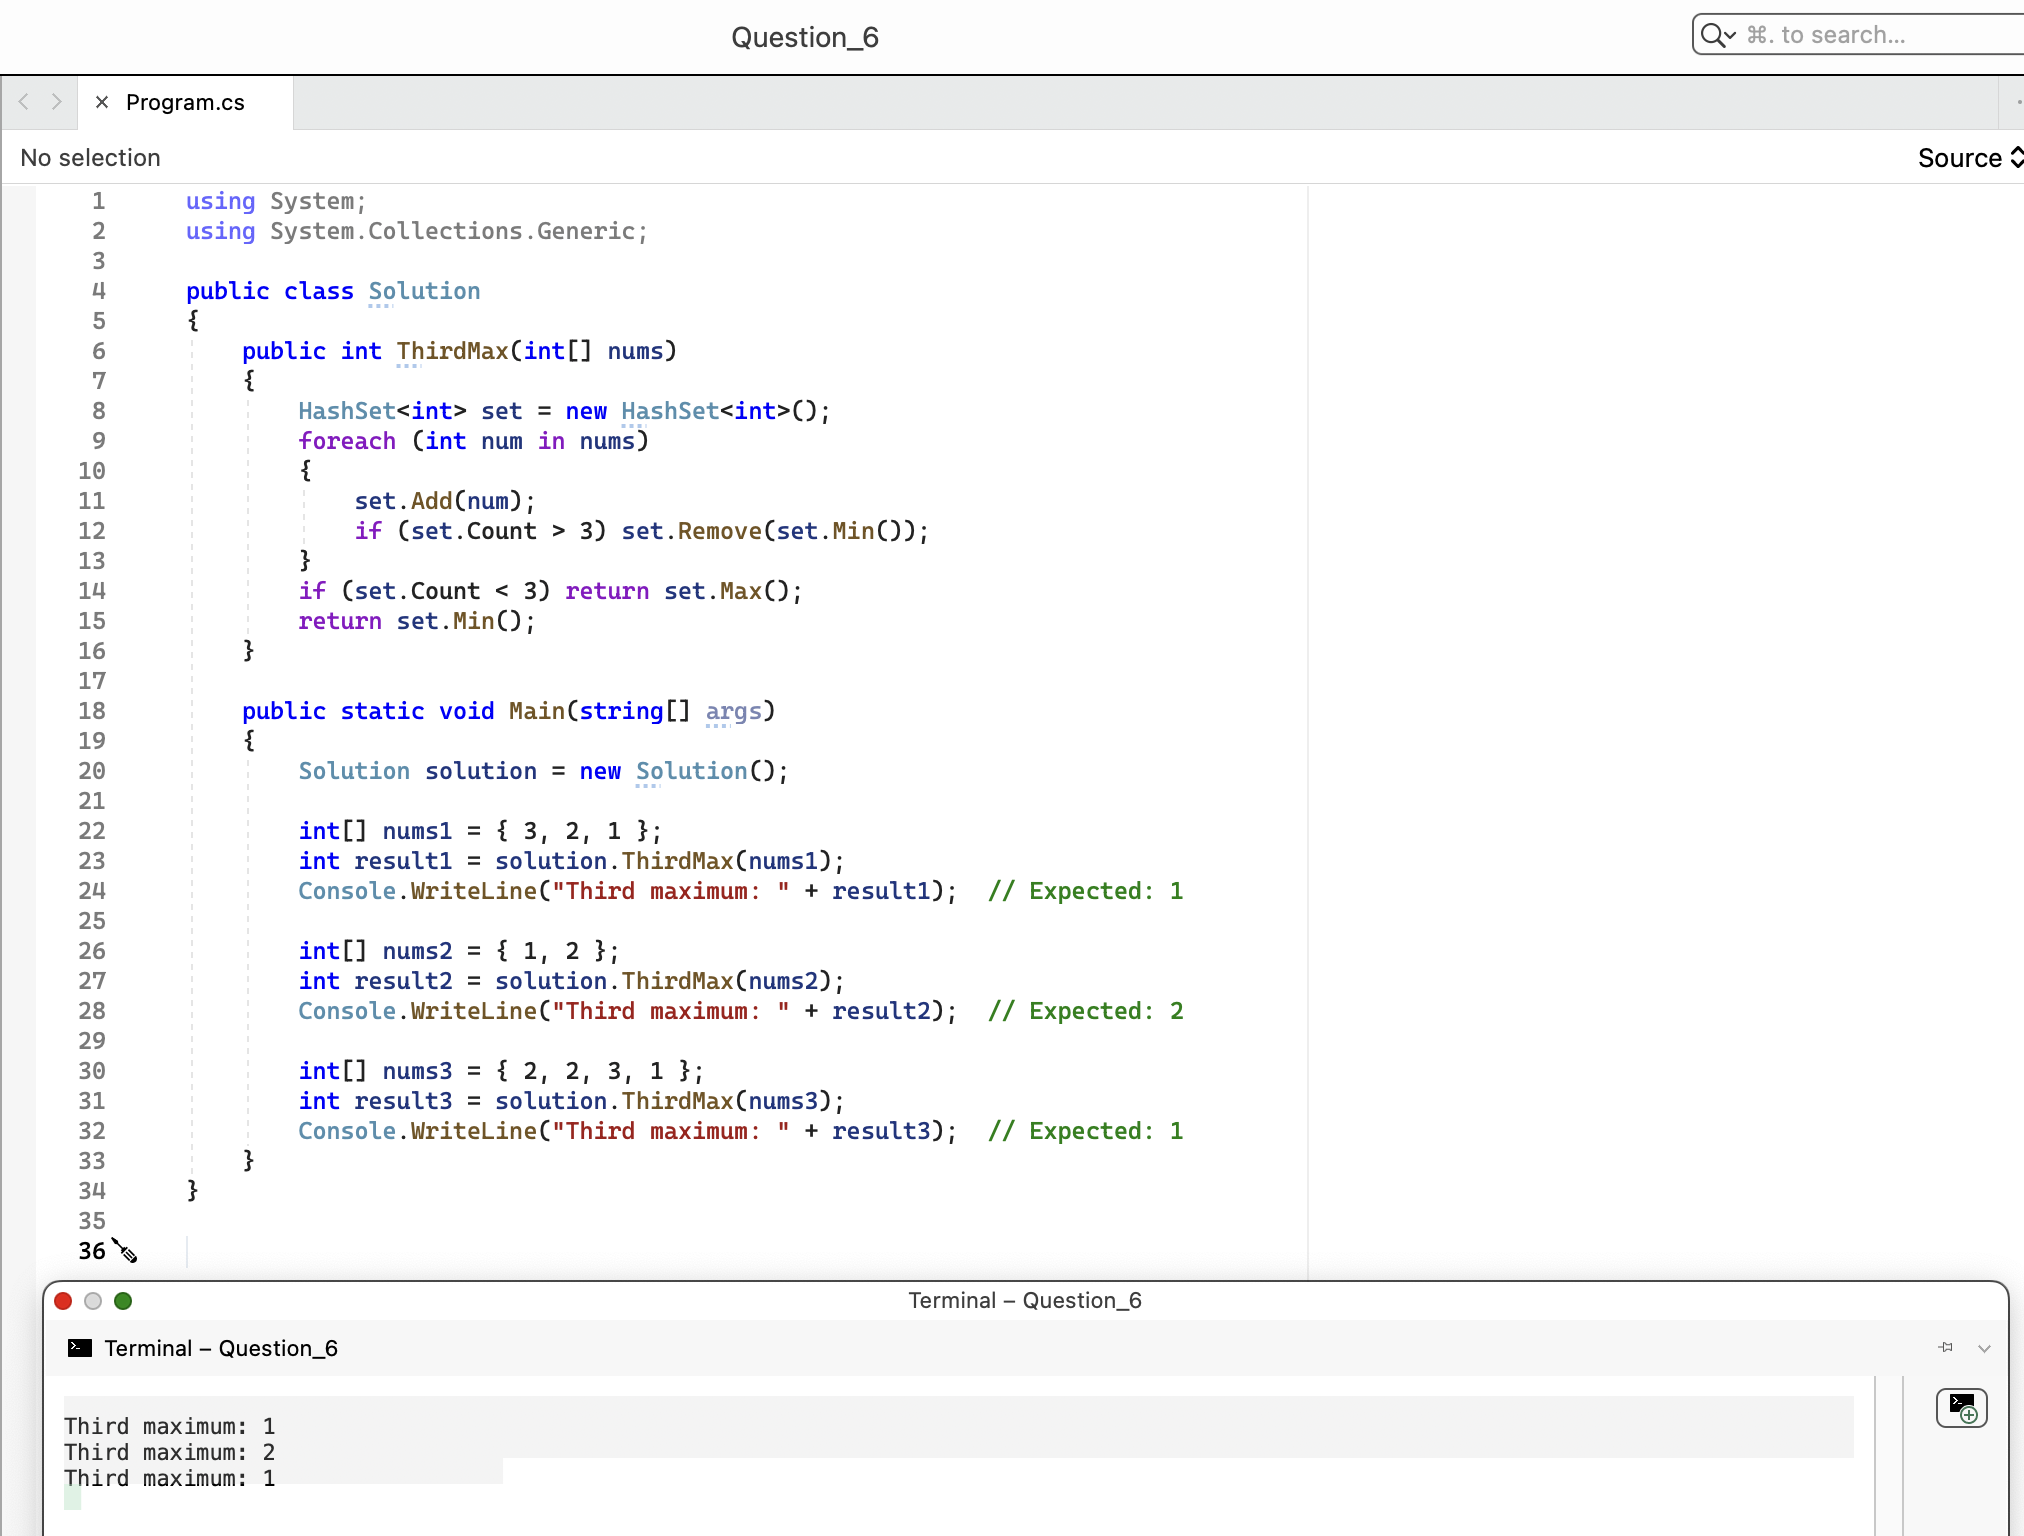 Question_6
⌘. to search...
Program.cs
No selection
Source
1 using System;
2 using System.Collections.Generic;
3
4 public class Solution
5 {
6     public int ThirdMax(int[] nums)
7     {
8         HashSet<int> set = new HashSet<int>();
9         foreach (int num in nums)
10         {
11             set.Add(num);
12             if (set.Count > 3) set.Remove(set.Min());
13         }
14         if (set.Count < 3) return set.Max();
15         return set.Min();
16     }
17
18     public static void Main(string[] args)
19     {
20         Solution solution = new Solution();
21
22         int[] nums1 = { 3, 2, 1 };
23         int result1 = solution.ThirdMax(nums1);
24         Console.WriteLine("Third maximum: " + result1);  // Expected: 1
25
26         int[] nums2 = { 1, 2 };
27         int result2 = solution.ThirdMax(nums2);
28         Console.WriteLine("Third maximum: " + result2);  // Expected: 2
29
30         int[] nums3 = { 2, 2, 3, 1 };
31         int result3 = solution.ThirdMax(nums3);
32         Console.WriteLine("Third maximum: " + result3);  // Expected: 1
33     }
34 }
35
36
Terminal – Question_6
Terminal – Question_6
Third maximum: 1
Third maximum: 2
Third maximum: 1